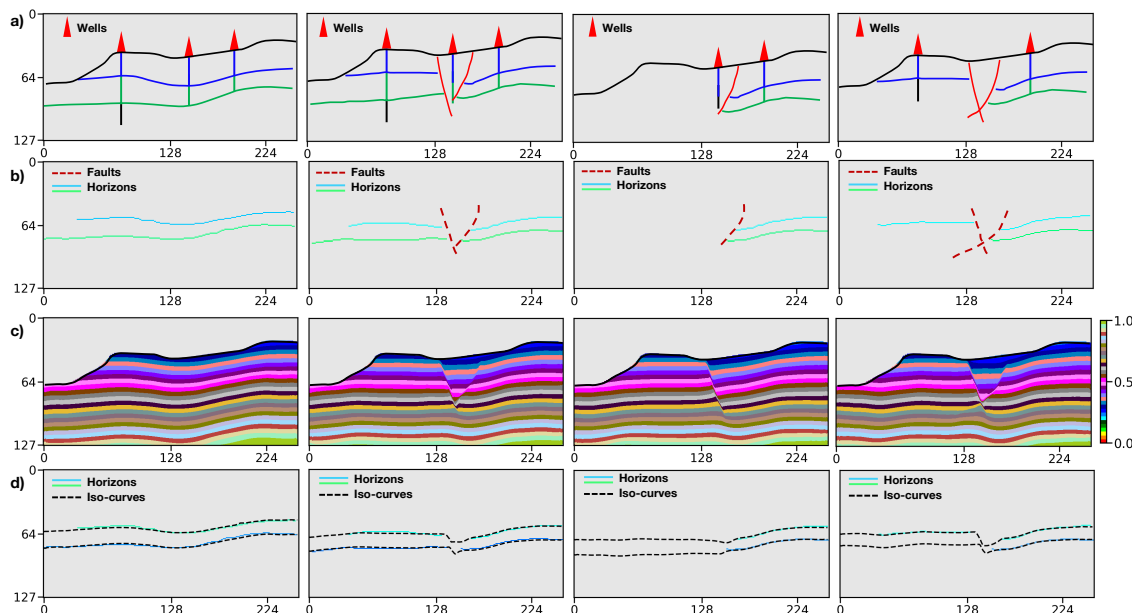 0
a)
Wells
Wells
Wells
Wells
64
127
0 128 224
0 128 224
0 128 224
0 128 224
0
b)
Faults
Horizons
Faults
Horizons
Faults
Horizons
Faults
Horizons
64
127
0 128 224
0 128 224
0 128 224
0 128 224
0
c)
1.0
64
0.5
127
0.0
0 128 224
0 128 224
0 128 224
0 128 224
0
d)
Horizons
Iso-curves
Horizons
Iso-curves
Horizons
Iso-curves
Horizons
Iso-curves
64
127
0 128 224
0 128 224
0 128 224
0 128 224